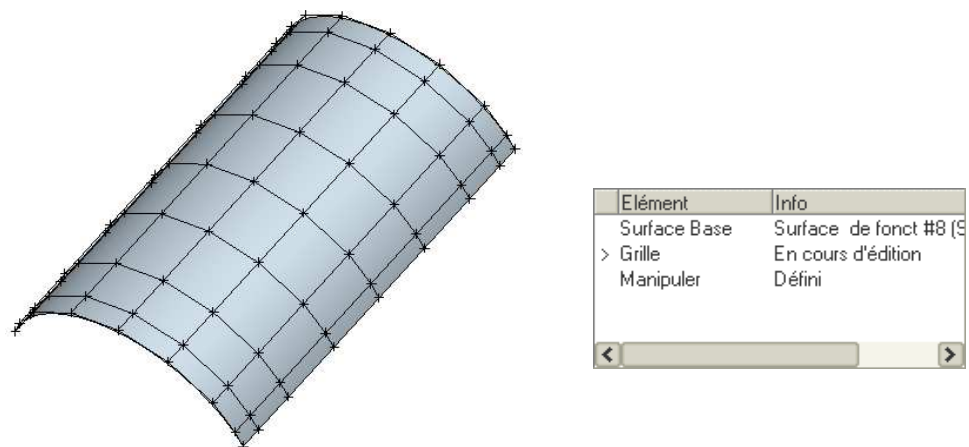 Elément Info
Surface Base Surface de fonct #8 (S
> Grille En cours d'édition
Manipuler Défini